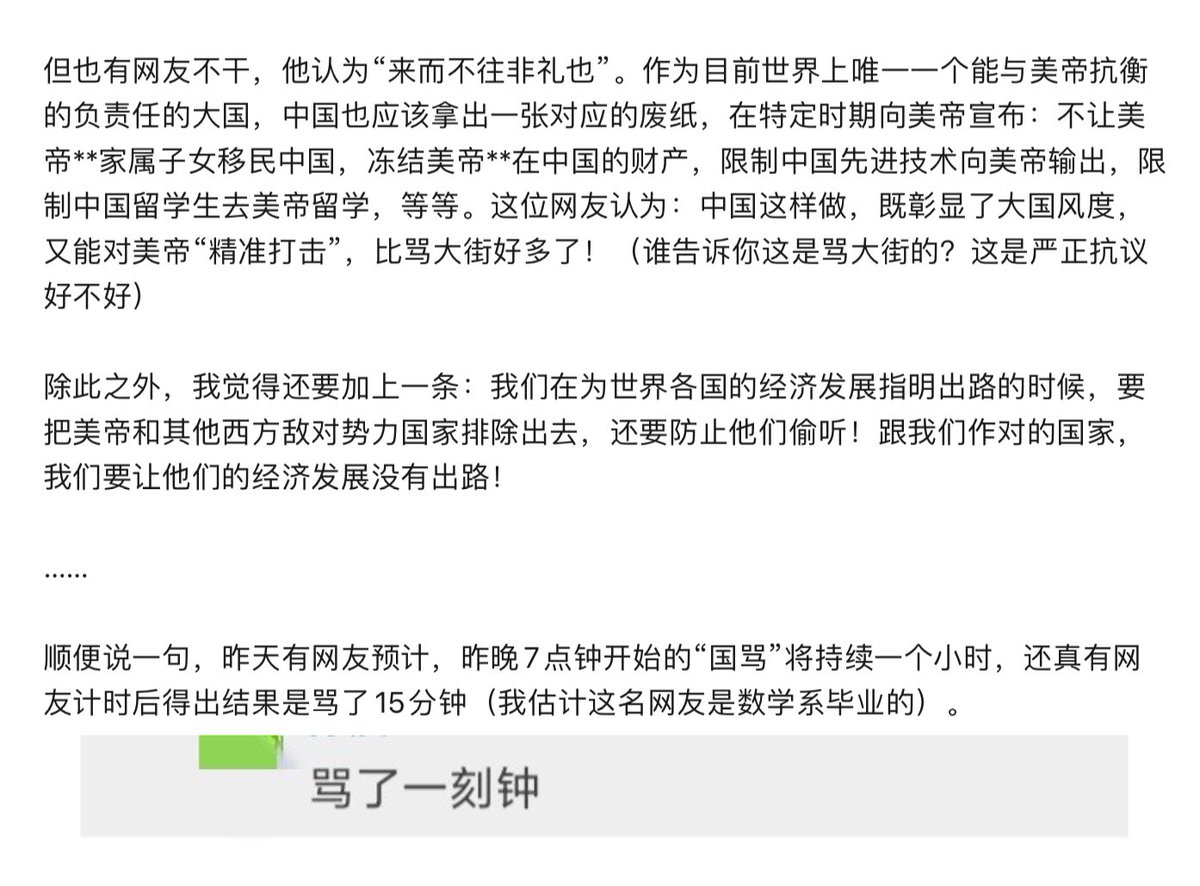 但也有网友不干，他认为“来而不往非礼也”。作为目前世界上唯一一个能与美帝抗衡
的负责任的大国，中国也应该拿出一张对应的废纸，在特定时期向美帝宣布：不让美
帝**家属子女移民中国，冻结美帝**在中国的财产，限制中国先进技术向美帝输出，限
制中国留学生去美帝留学，等等。这位网友认为：中国这样做，既彰显了大国风度，
又能对美帝“精准打击”，比骂大街好多了！（谁告诉你这是骂大街的？这是严正抗议
好不好）
除此之外，我觉得还要加上一条：我们在为世界各国的经济发展指明出路的时候，要
把美帝和其他西方敌对势力国家排除出去，还要防止他们偷听！跟我们作对的国家，
我们要让他们的经济发展没有出路！
......
顺便说一句，昨天有网友预计，昨晚7点钟开始的“国骂”将持续一个小时，还真有网
友计时后得出结果是骂了15分钟（我估计这名网友是数学系毕业的）。
骂了一刻钟